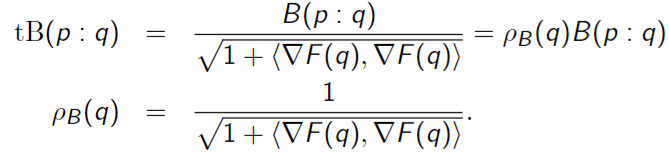 tB(p : q) = B(p : q) / √(1 + ⟨∇F(q), ∇F(q)⟩) = ρ_B(q)B(p : q)
ρ_B(q) = 1 / √(1 + ⟨∇F(q), ∇F(q)⟩).